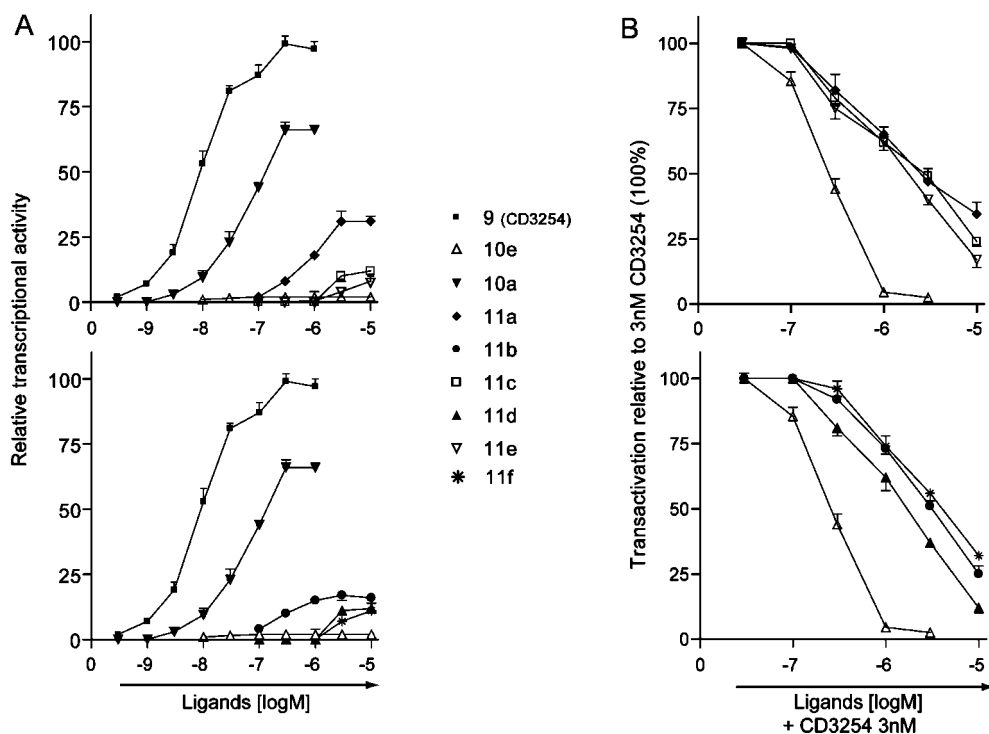 A
B
Relative transcriptional activity
100
75
50
25
0
0
-9
-8
-7
-6
-5
100
75
50
25
0
0
-9
-8
-7
-6
-5
Ligands [logM]
9 (CD3254)
10e
10a
11a
11b
11c
11d
11e
11f
Transactivation relative to 3nM CD3254 (100%)
100
75
50
25
0
0
-7
-6
-5
100
75
50
25
0
0
-7
-6
-5
Ligands [logM]
+ CD3254 3nM